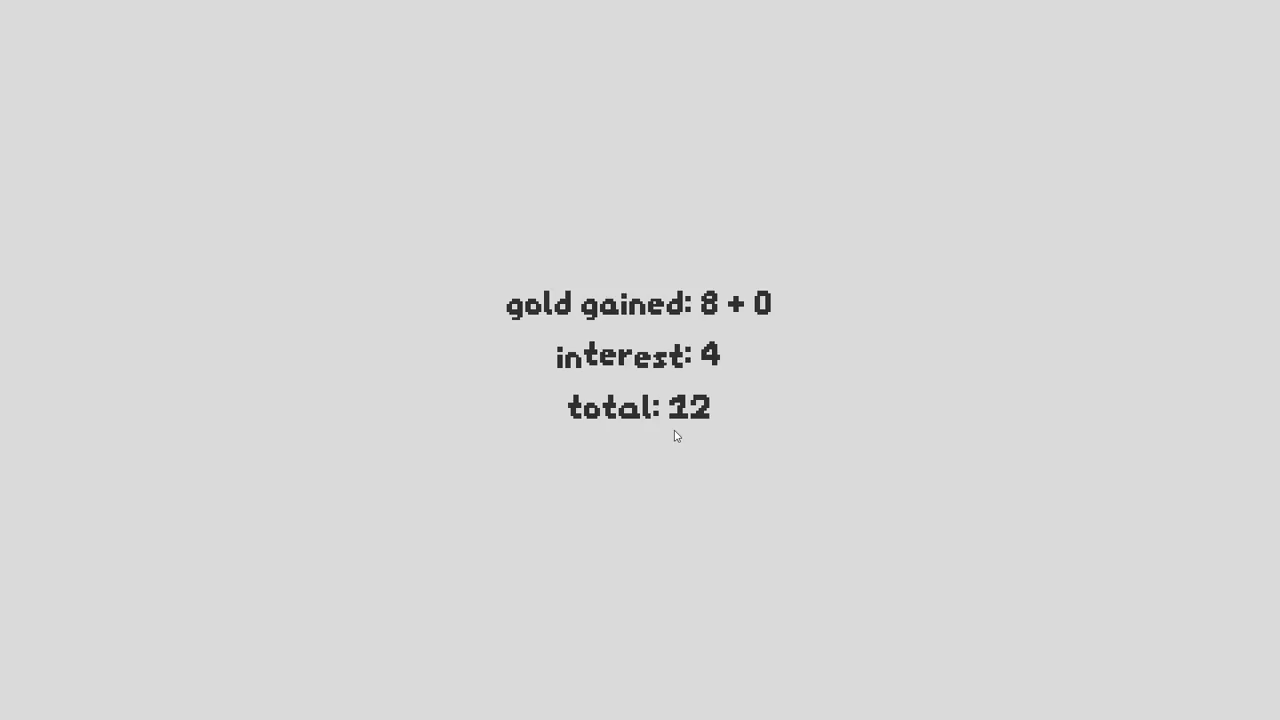 gold gained: 8 + 0
interest: 4
total: 12